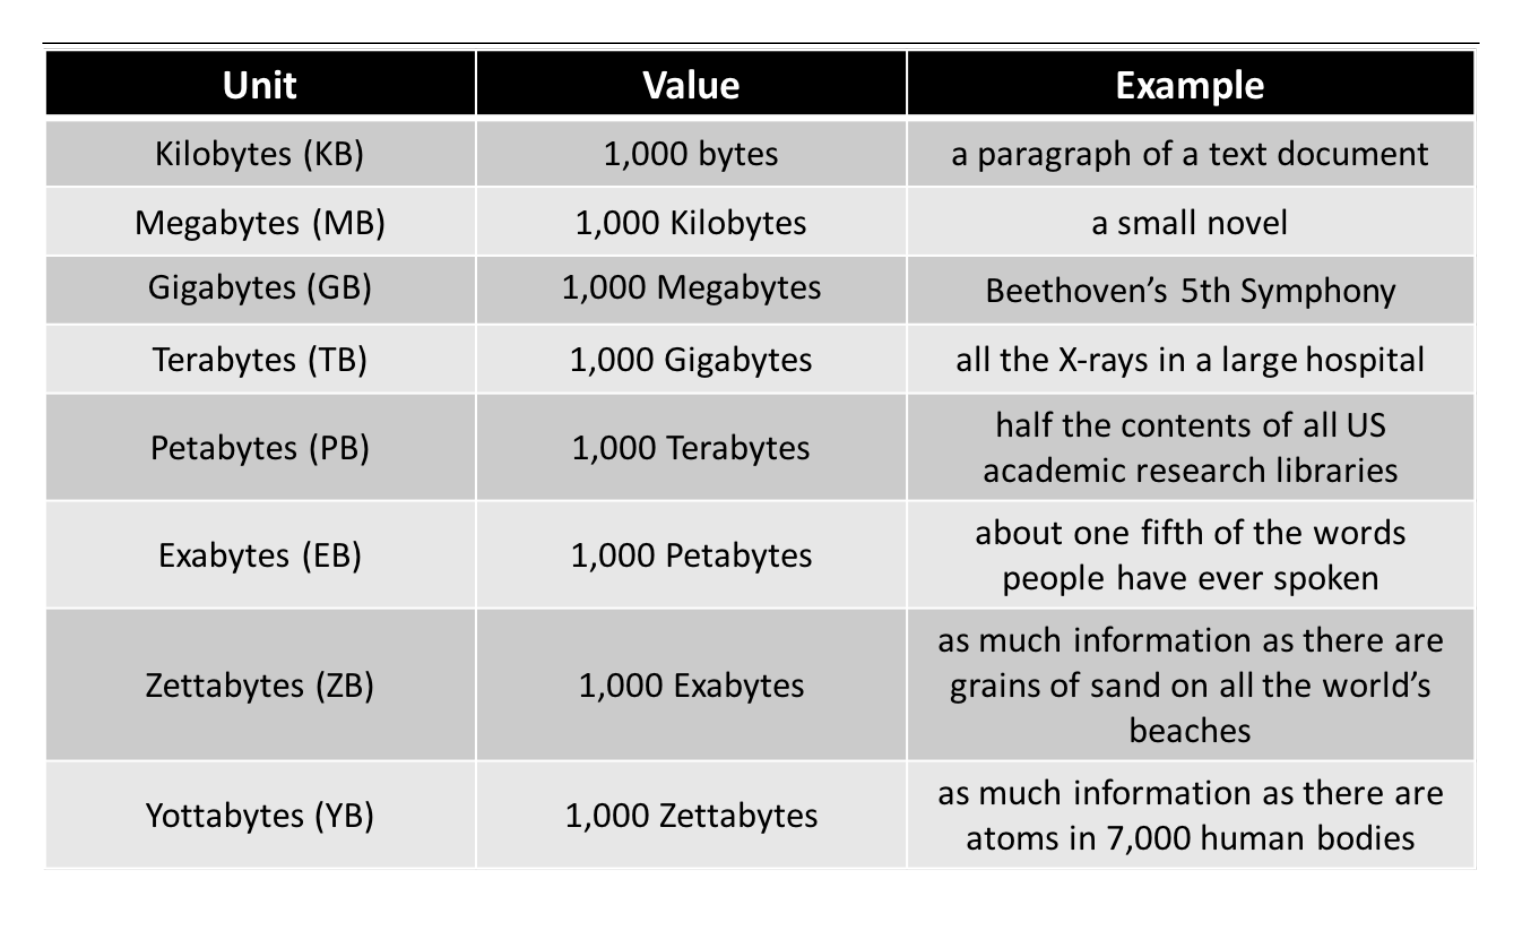 Unit Value Example
Kilobytes (KB) 1,000 bytes a paragraph of a text document
Megabytes (MB) 1,000 Kilobytes a small novel
Gigabytes (GB) 1,000 Megabytes Beethoven’s 5th Symphony
Terabytes (TB) 1,000 Gigabytes all the X-rays in a large hospital
Petabytes (PB) 1,000 Terabytes half the contents of all US
academic research libraries
Exabytes (EB) 1,000 Petabytes about one fifth of the words
people have ever spoken
Zettabytes (ZB) 1,000 Exabytes as much information as there are
grains of sand on all the world’s
beaches
Yottabytes (YB) 1,000 Zettabytes as much information as there are
atoms in 7,000 human bodies